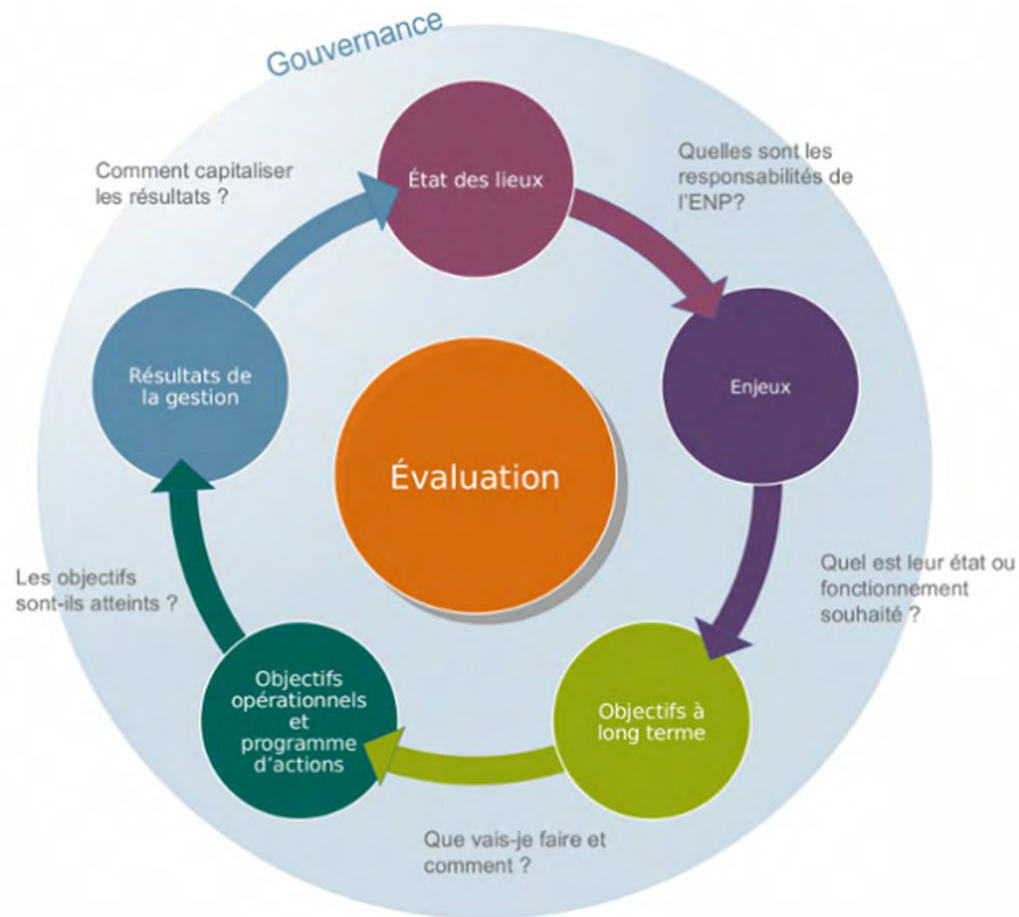 Gouvernance
Comment capitaliser
les résultats ?
État des lieux
Quelles sont les
responsabilités de
l'ENP?
Résultats de
la gestion
Enjeux
Évaluation
Les objectifs
sont-ils atteints ?
Quel est leur état ou
fonctionnement
souhaité ?
Objectifs
opérationnels
et
programme
d'actions
Objectifs à
long terme
Que vais-je faire et
comment ?